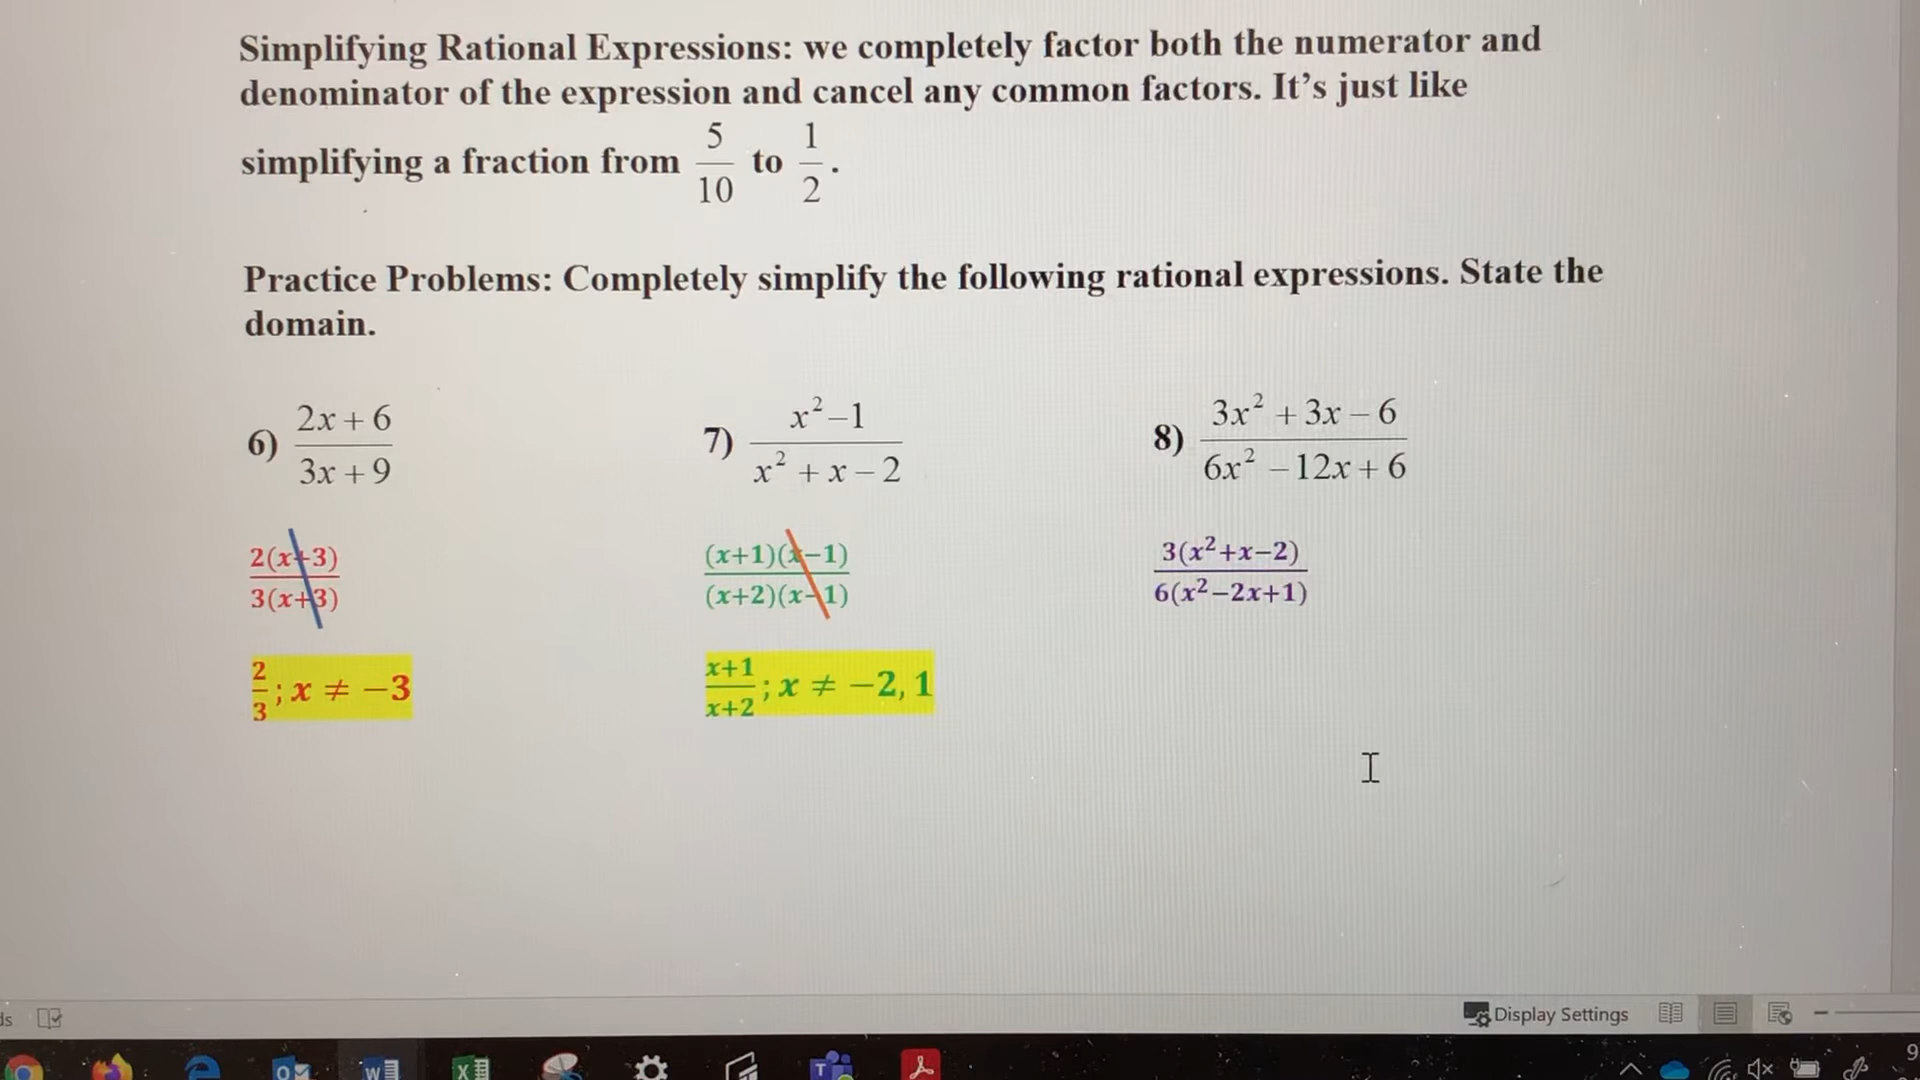 Simplifying Rational Expressions: we completely factor both the numerator and
denominator of the expression and cancel any common factors. It's just like
simplifying a fraction from 5/10 to 1/2.
Practice Problems: Completely simplify the following rational expressions. State the
domain.
6) (2x + 6)/(3x + 9)
7) (x² – 1)/(x² + x – 2)
8) (3x² + 3x – 6)/(6x² – 12x + 6)
2(x+3)/3(x+3)
(x+1)(x−1)/(x+2)(x−1)
3(x²+x−2)/6(x²−2x+1)
2/3; x ≠ −3
x+1/x+2; x ≠ −2, 1
Display Settings
9